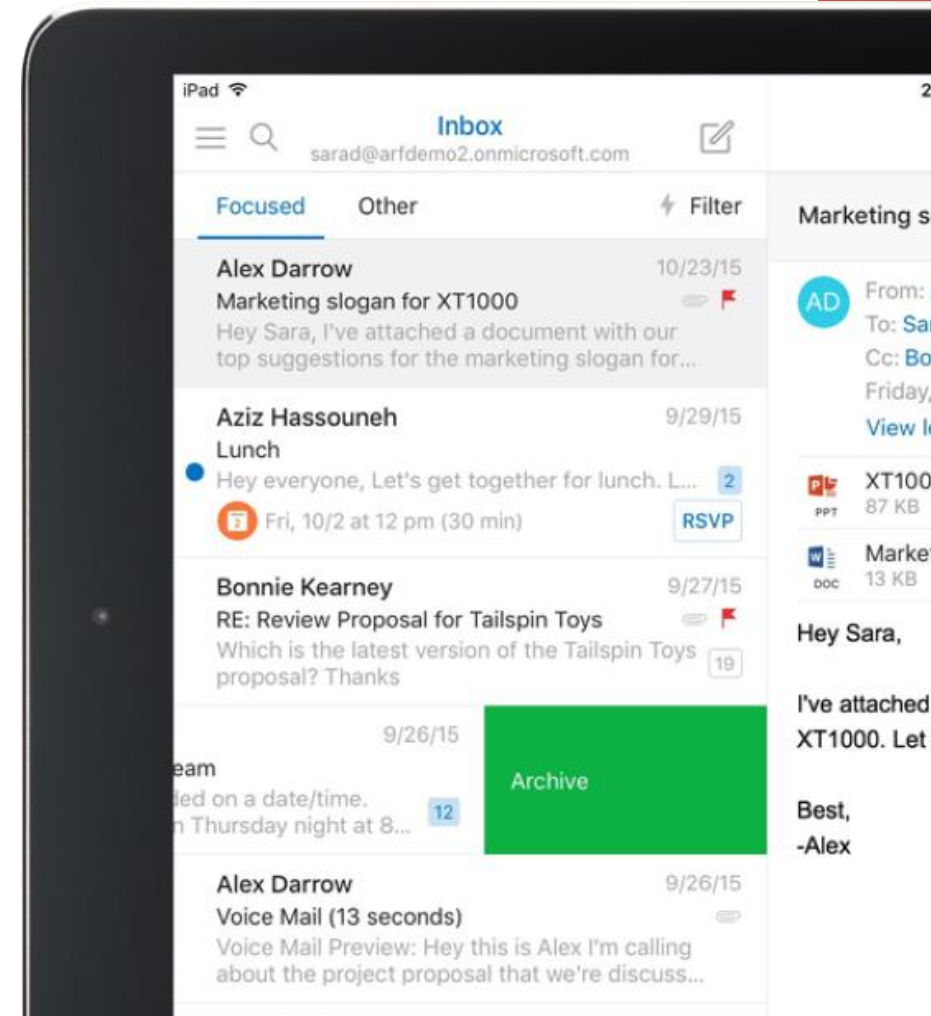 iPad
2
Inbox
sarad@arfdemo2.onmicrosoft.com
Focused Other Filter
Alex Darrow 10/23/15
Marketing slogan for XT1000
Hey Sara, I've attached a document with our
top suggestions for the marketing slogan for...
Aziz Hassouneh 9/29/15
Lunch
Hey everyone, Let's get together for lunch. L... 2
Fri, 10/2 at 12 pm (30 min) RSVP
Bonnie Kearney 9/27/15
RE: Review Proposal for Tailspin Toys
Which is the latest version of the Tailspin Toys 19
proposal? Thanks
9/26/15
eam
ded on a date/time. 12
n Thursday night at 8...
Archive
Alex Darrow 9/26/15
Voice Mail (13 seconds)
Voice Mail Preview: Hey this is Alex I'm calling
about the project proposal that we're discuss...
Marketing s
AD
From:
To: Sar
Cc: Bo
Friday,
View l
XT100
PPT 87 KB
Market
DOC 13 KB
Hey Sara,
I've attached
XT1000. Let
Best,
-Alex